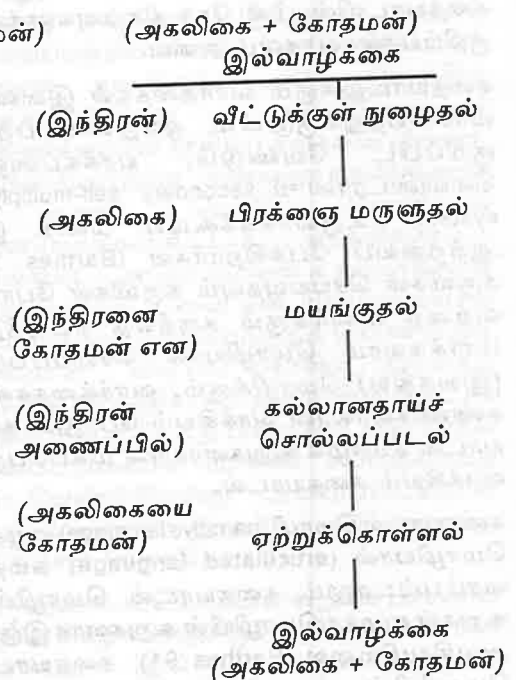 (அகலிகை + கோதமன்)
இல்வாழ்க்கை
(இந்திரன்) வீட்டுக்குள் நுழைதல்
(அகலிகை) பிரக்ஞை மருளுதல்
(இந்திரனை
கோதமன் என)
மயங்குதல்
(இந்திரன்
அணைப்பில்)
கல்லானதாய்ச்
சொல்லப்படல்
(அகலிகையை
கோதமன்)
ஏற்றுக்கொள்ளல்
இல்வாழ்க்கை
(அகலிகை + கோதமன்)